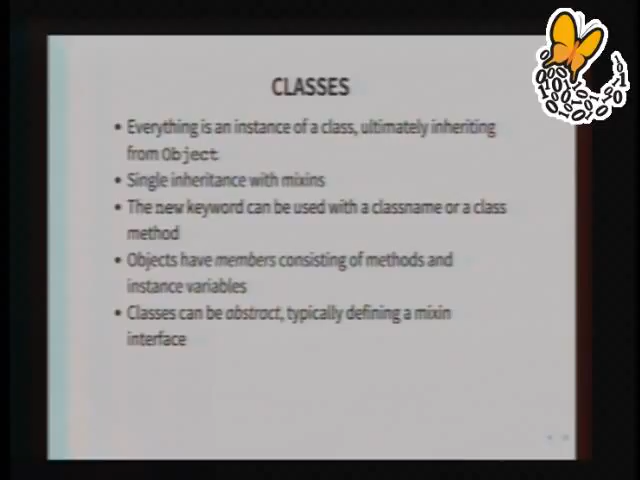 CLASSES
• Everything is an instance of a class, ultimately inheriting
from Object
• Single inheritance with mixins
• The new keyword can be used with a classname or a class
method
• Objects have members consisting of methods and
instance variables
• Classes can be abstract, typically defining a mixin
interface